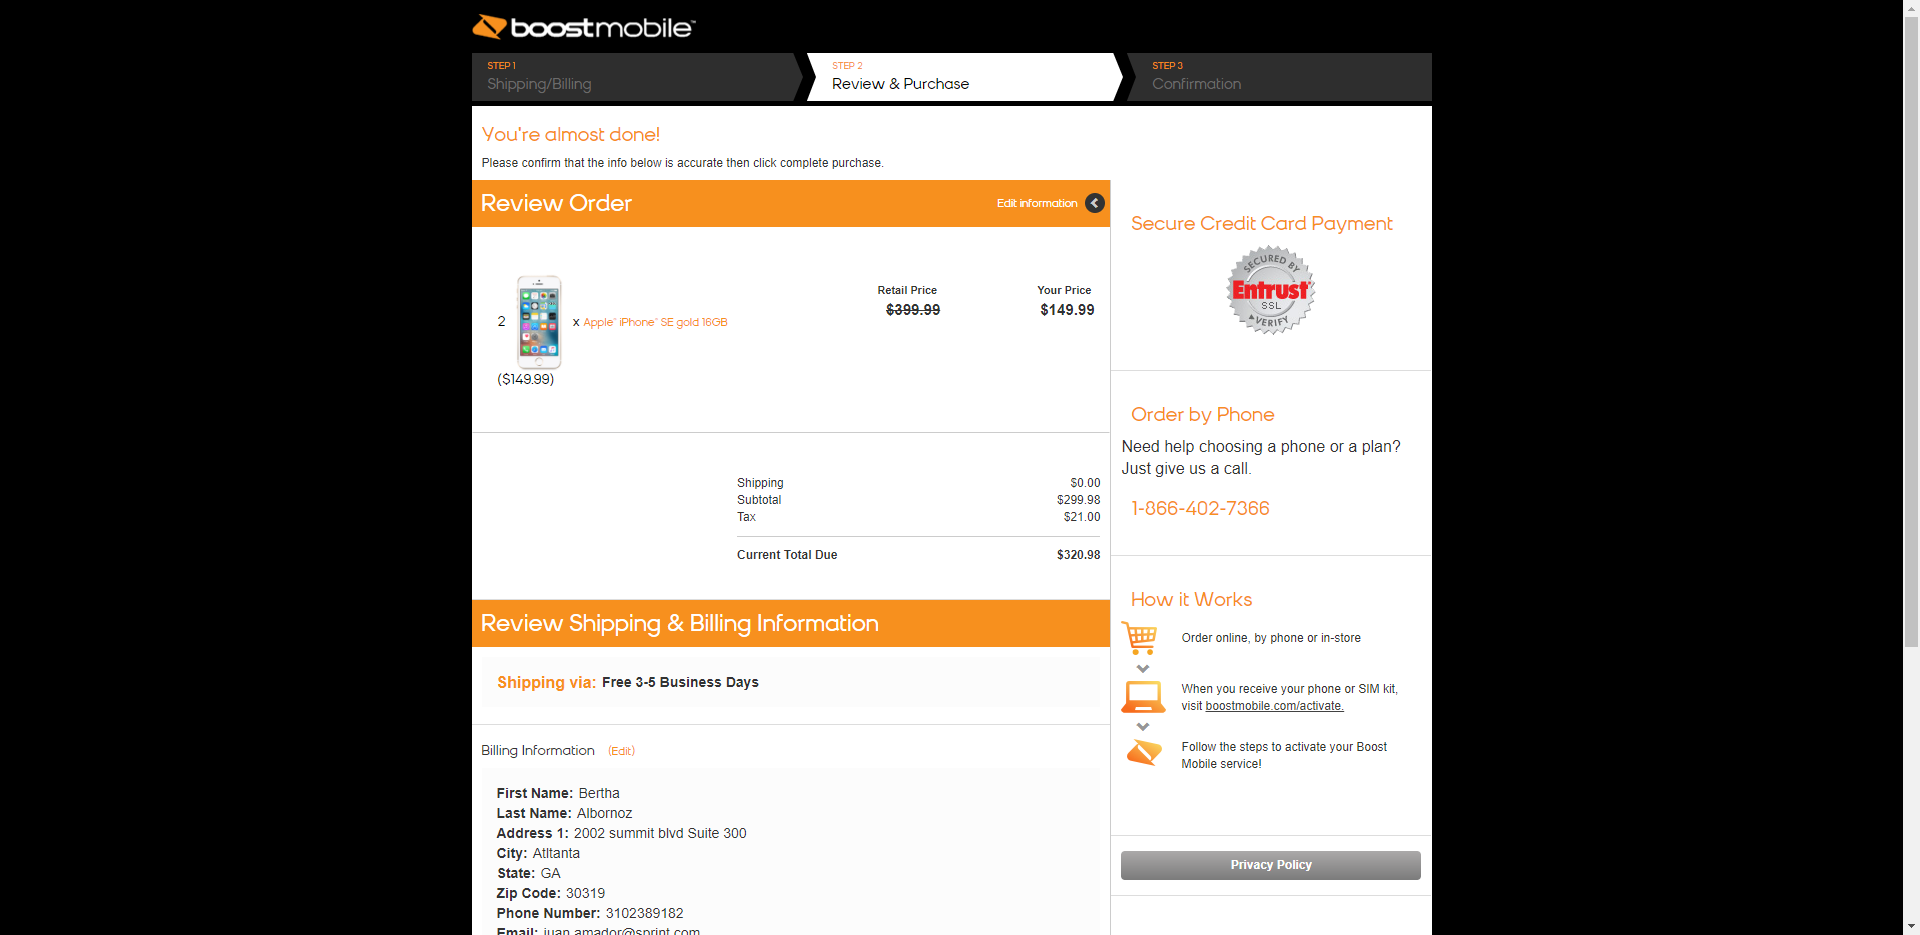 boostmobile™
STEP 1
Shipping/Billing
STEP 2
Review & Purchase
STEP 3
Confirmation
You're almost done!
Please confirm that the info below is accurate then click complete purchase.
Review Order
Edit information
2
x Apple® iPhone® SE gold 16GB
($149.99)
Retail Price
$399.99
Your Price
$149.99
Shipping $0.00
Subtotal $299.98
Tax $21.00
Current Total Due $320.98
Review Shipping & Billing Information
Shipping via: Free 3-5 Business Days
Billing Information (Edit)
First Name: Bertha
Last Name: Albornoz
Address 1: 2002 summit blvd Suite 300
City: Atltanta
State: GA
Zip Code: 30319
Phone Number: 3102389182
Email: juan.amador@sprint.com
Secure Credit Card Payment
SECURED BY
Entrust
SSL
VERIFY
Order by Phone
Need help choosing a phone or a plan?
Just give us a call.
1-866-402-7366
How it Works
Order online, by phone or in-store
When you receive your phone or SIM kit,
visit boostmobile.com/activate.
Follow the steps to activate your Boost
Mobile service!
Privacy Policy